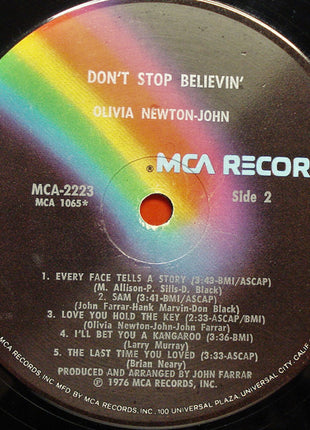 DON'T STOP BELIEVIN'
OLIVIA NEWTON-JOHN
® MCA RECOR
MCA-2223
MCA 1065*
Side 2
1. EVERY FACE TELLS A STORY (3:43-BMI/ASCAP)
(M. Allison-P. Sills-D. Black)
2. SAM (3:41-BMI/ASCAP)
(John Farrar-Hank Marvin-Don Black)
3. LOVE YOU HOLD THE KEY (2:33-ASCAP/BMI)
(Olivia Newton-John-John Farrar)
4. I'LL BET YOU A KANGAROO (3:36-BMI)
(Larry Murray)
5. THE LAST TIME YOU LOVED (3:33-ASCAP)
(Brian Neary)
PRODUCED AND ARRANGED BY JOHN FARRAR
Ⓟ 1976 MCA RECORDS, INC.
MCA RECORDS INC. MFG BY MCA RECORDS, INC. 100 UNIVERSAL PLAZA, UNIVERSAL CITY, CALIF